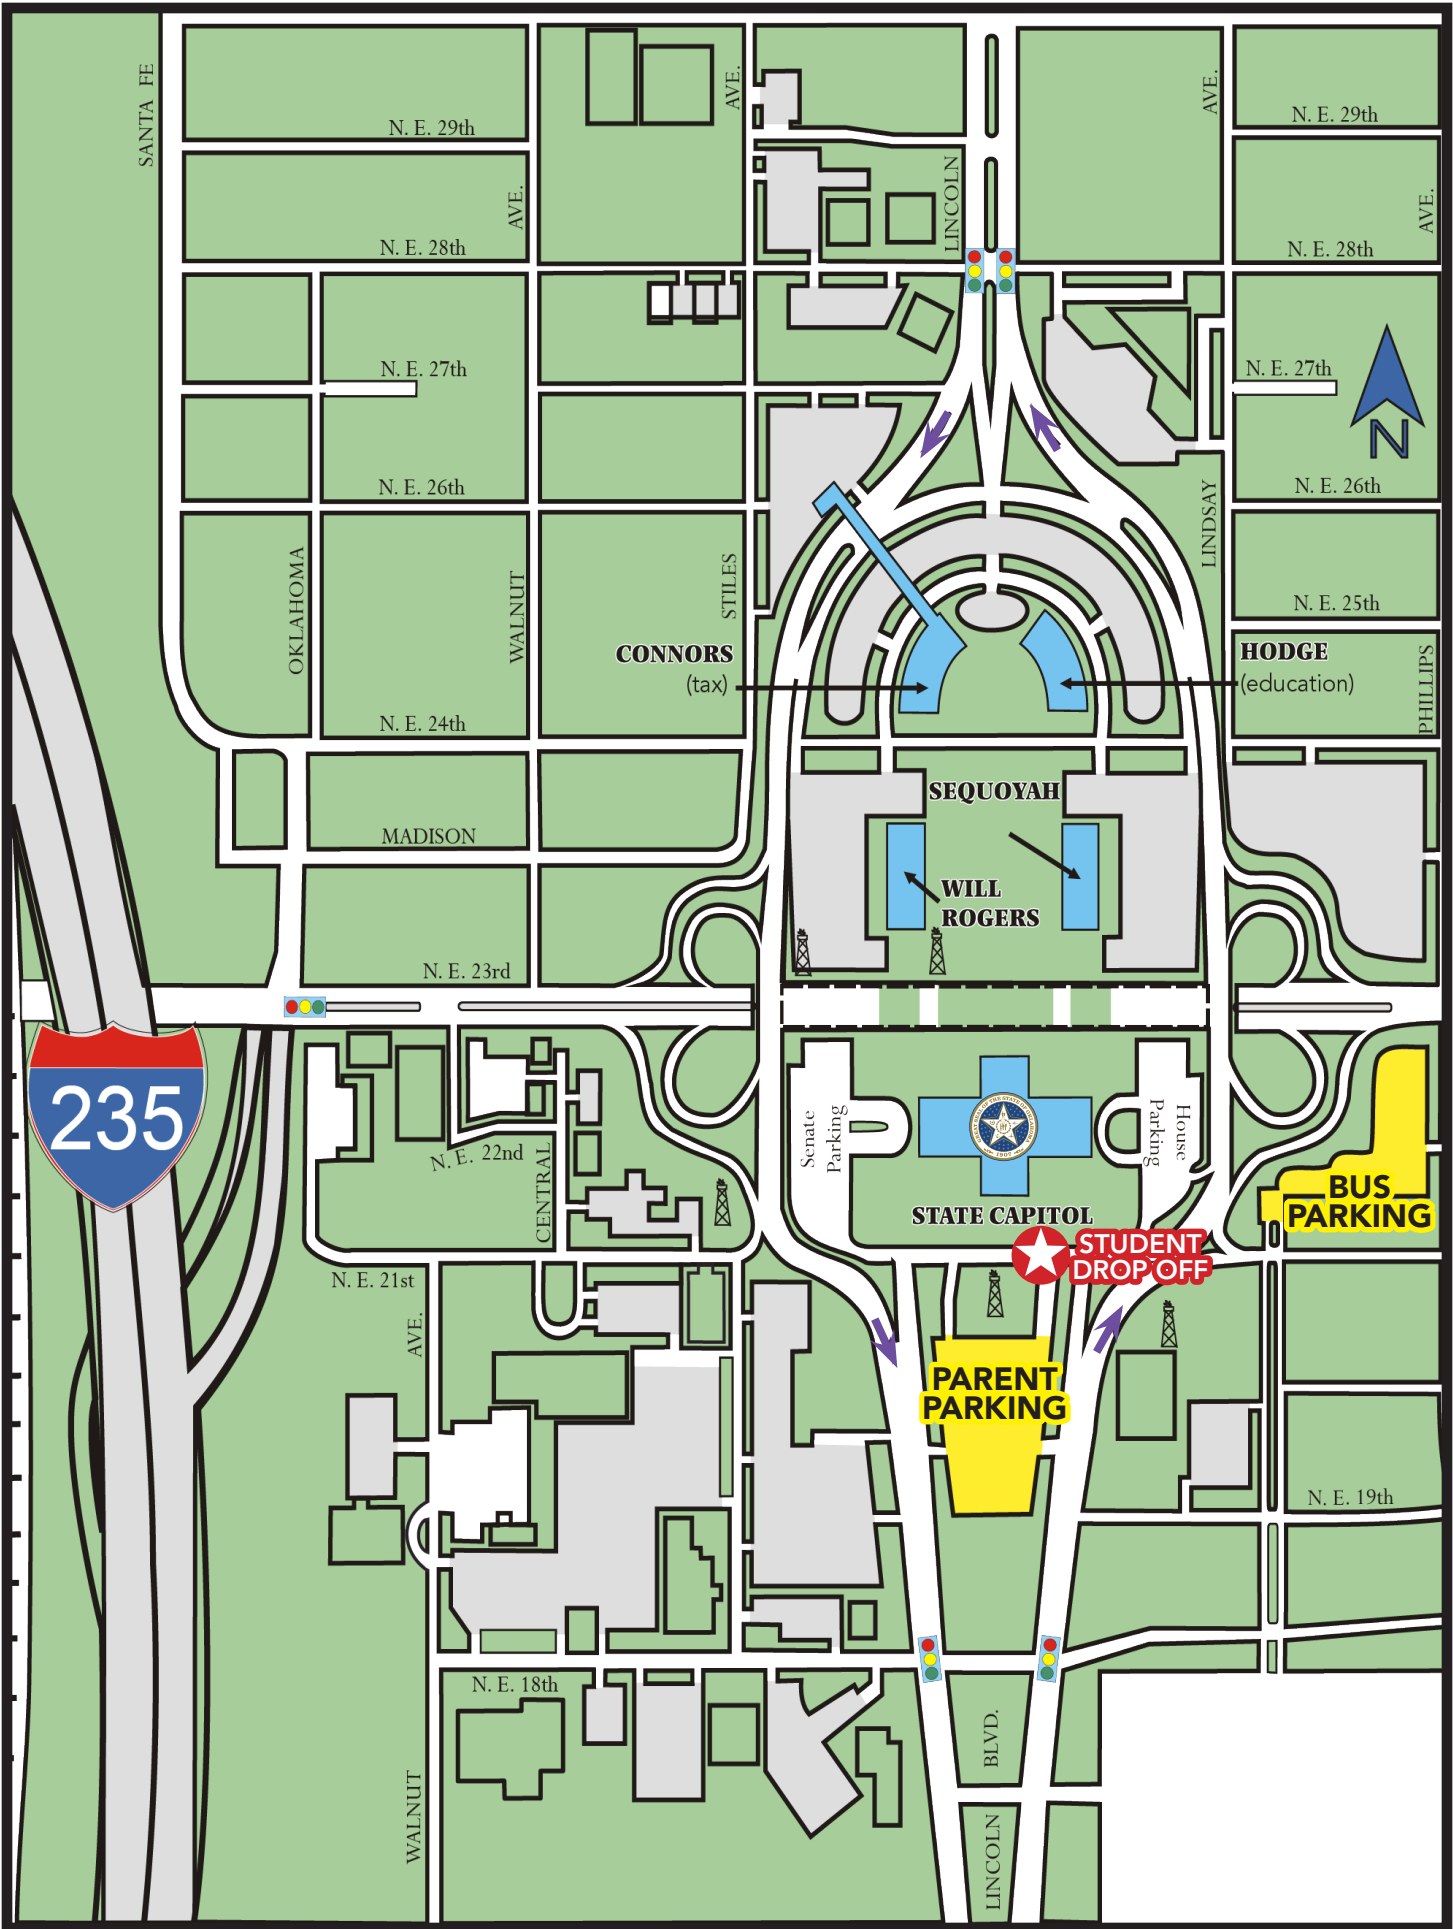 SANTA FE
AVE.
AVE.
N. E. 29th
N. E. 29th
LINCOLN
AVE.
AVE.
N. E. 28th
N. E. 28th
N. E. 27th
N. E. 27th
N
N. E. 26th
N. E. 26th
LINDSAY
OKLAHOMA
WALNUT
STILES
N. E. 25th
CONNORS
(tax)
HODGE
(education)
PHILLIPS
N. E. 24th
SEQUOYAH
MADISON
WILL
ROGERS
N. E. 23rd
235
Senate
Parking
House
Parking
N. E. 22nd
CENTRAL
BUS
PARKING
STATE CAPITOL
STUDENT
DROP OFF
N. E. 21st
AVE.
PARENT
PARKING
N. E. 19th
N. E. 18th
BLVD.
WALNUT
LINCOLN